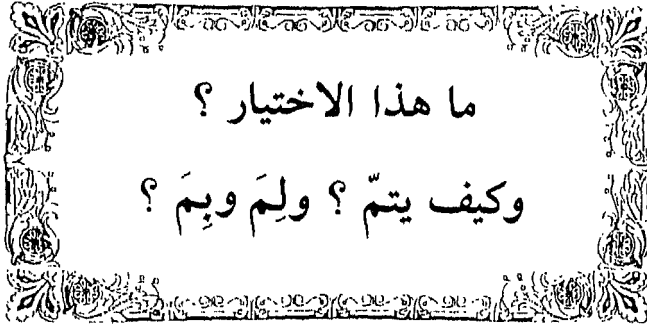 ما هذا الاختيار ؟
وكيف يتمّ ؟ ولِمَ وبِمَ ؟